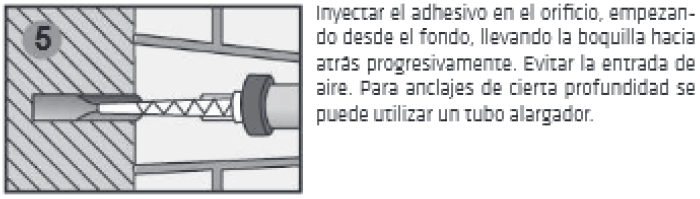 5
Inyectar el adhesivo en el orificio, empezan-
do desde el fondo, llevando la boquilla hacia
atrás progresivamente. Evitar la entrada de
aire. Para anclajes de cierta profundidad se
puede utilizar un tubo alargador.